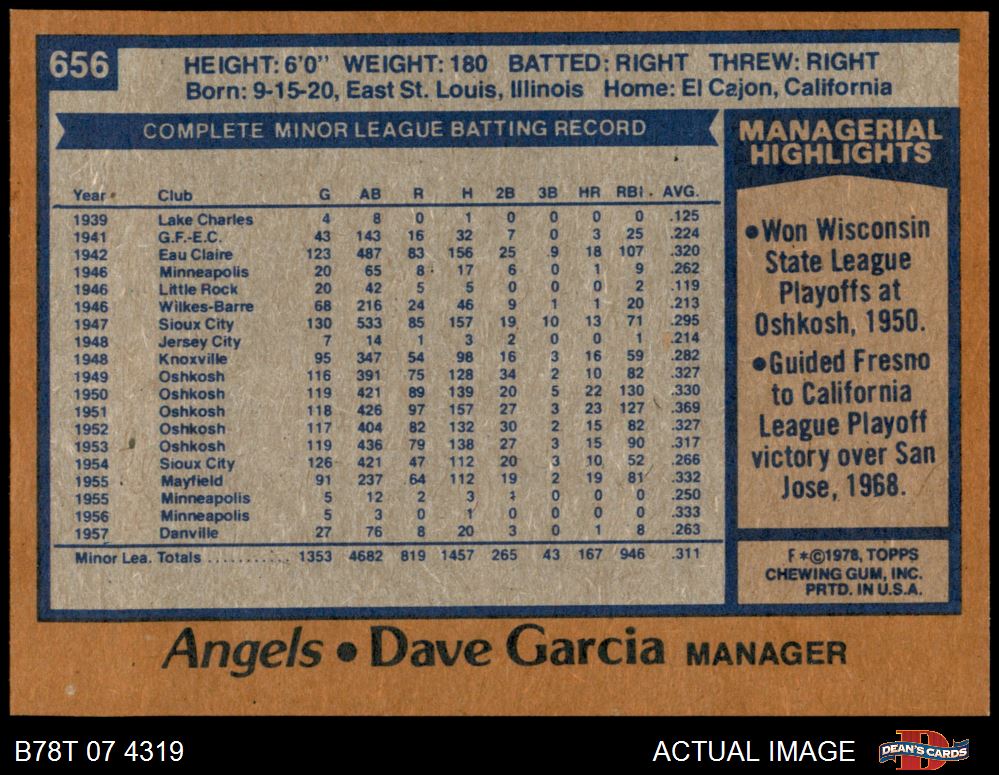 656
HEIGHT: 6'0" WEIGHT: 180 BATTED: RIGHT THREW: RIGHT
Born: 9-15-20, East St. Louis, Illinois Home: El Cajon, California
COMPLETE MINOR LEAGUE BATTING RECORD
Year Club G AB R H 2B 3B HR RBI. AVG.
1939 Lake Charles 4 8 0 1 0 0 0 0 .125
1941 G.F.-E.C. 43 143 16 32 7 0 3 25 .224
1942 Eau Claire 123 487 83 156 25 .9 18 107 .320
1946 Minneapolis 20 65 8 17 6 0 1 9 .262
1946 Little Rock 20 42 5 5 0 0 0 2 .119
1946 Wilkes-Barre 68 216 24 46 9 1 1 20 .213
1947 Sioux City 130 533 85 157 19 10 13 71 .295
1948 Jersey City 7 14 1 3 2 0 0 1 .214
1948 Knoxville 95 347 54 98 16 3 16 59 .282
1949 Oshkosh 116 391 75 128 34 2 10 82 .327
1950 Oshkosh 119 421 89 139 20 5 22 130 .330
1951 Oshkosh 118 426 97 157 27 3 23 127 .369
1952 Oshkosh 117 404 82 132 30 2 15 82 .327
1953 Oshkosh 119 436 79 138 27 3 15 90 .317
1954 Sioux City 126 421 47 112 20 3 10 52 .266
1955 Mayfield 91 237 64 112 19 2 19 81 .332
1955 Minneapolis 5 12 2 3 1 0 0 0 .250
1956 Minneapolis 5 3 0 1 0 0 0 0 .333
1957 Danville 27 76 8 20 3 0 1 8 .263
Minor Lea. Totals ............ 1353 4682 819 1457 265 43 167 946 .311
MANAGERIAL
HIGHLIGHTS
•Won Wisconsin
State League
Playoffs at
Oshkosh, 1950.
•Guided Fresno
to California
League Playoff
victory over San
Jose, 1968.
F *©1978, TOPPS
CHEWING GUM, INC.
PRTD. IN U.S.A.
Angels • Dave Garcia MANAGER
B78T 07 4319
ACTUAL IMAGE
D
DEAN'S CARDS